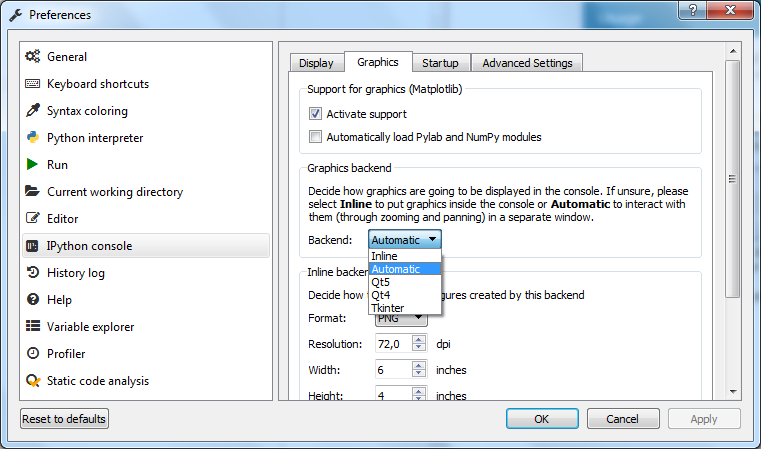 Preferences
General
Keyboard shortcuts
Syntax coloring
Python interpreter
Run
Current working directory
Editor
IPython console
History log
Help
Variable explorer
Profiler
Static code analysis
Display
Graphics
Startup
Advanced Settings
Support for graphics (Matplotlib)
Activate support
Automatically load Pylab and NumPy modules
Graphics backend
Decide how graphics are going to be displayed in the console. If unsure, please
select Inline to put graphics inside the console or Automatic to interact with
them (through zooming and panning) in a separate window.
Backend: Automatic
Inline
Automatic
Qt5
Qt4
Tkinter
Inline backen
Decide how gures created by this backend
Format: PNG
Resolution: 72,0 dpi
Width: 6 inches
Height: 4 inches
Reset to defaults
OK
Cancel
Apply